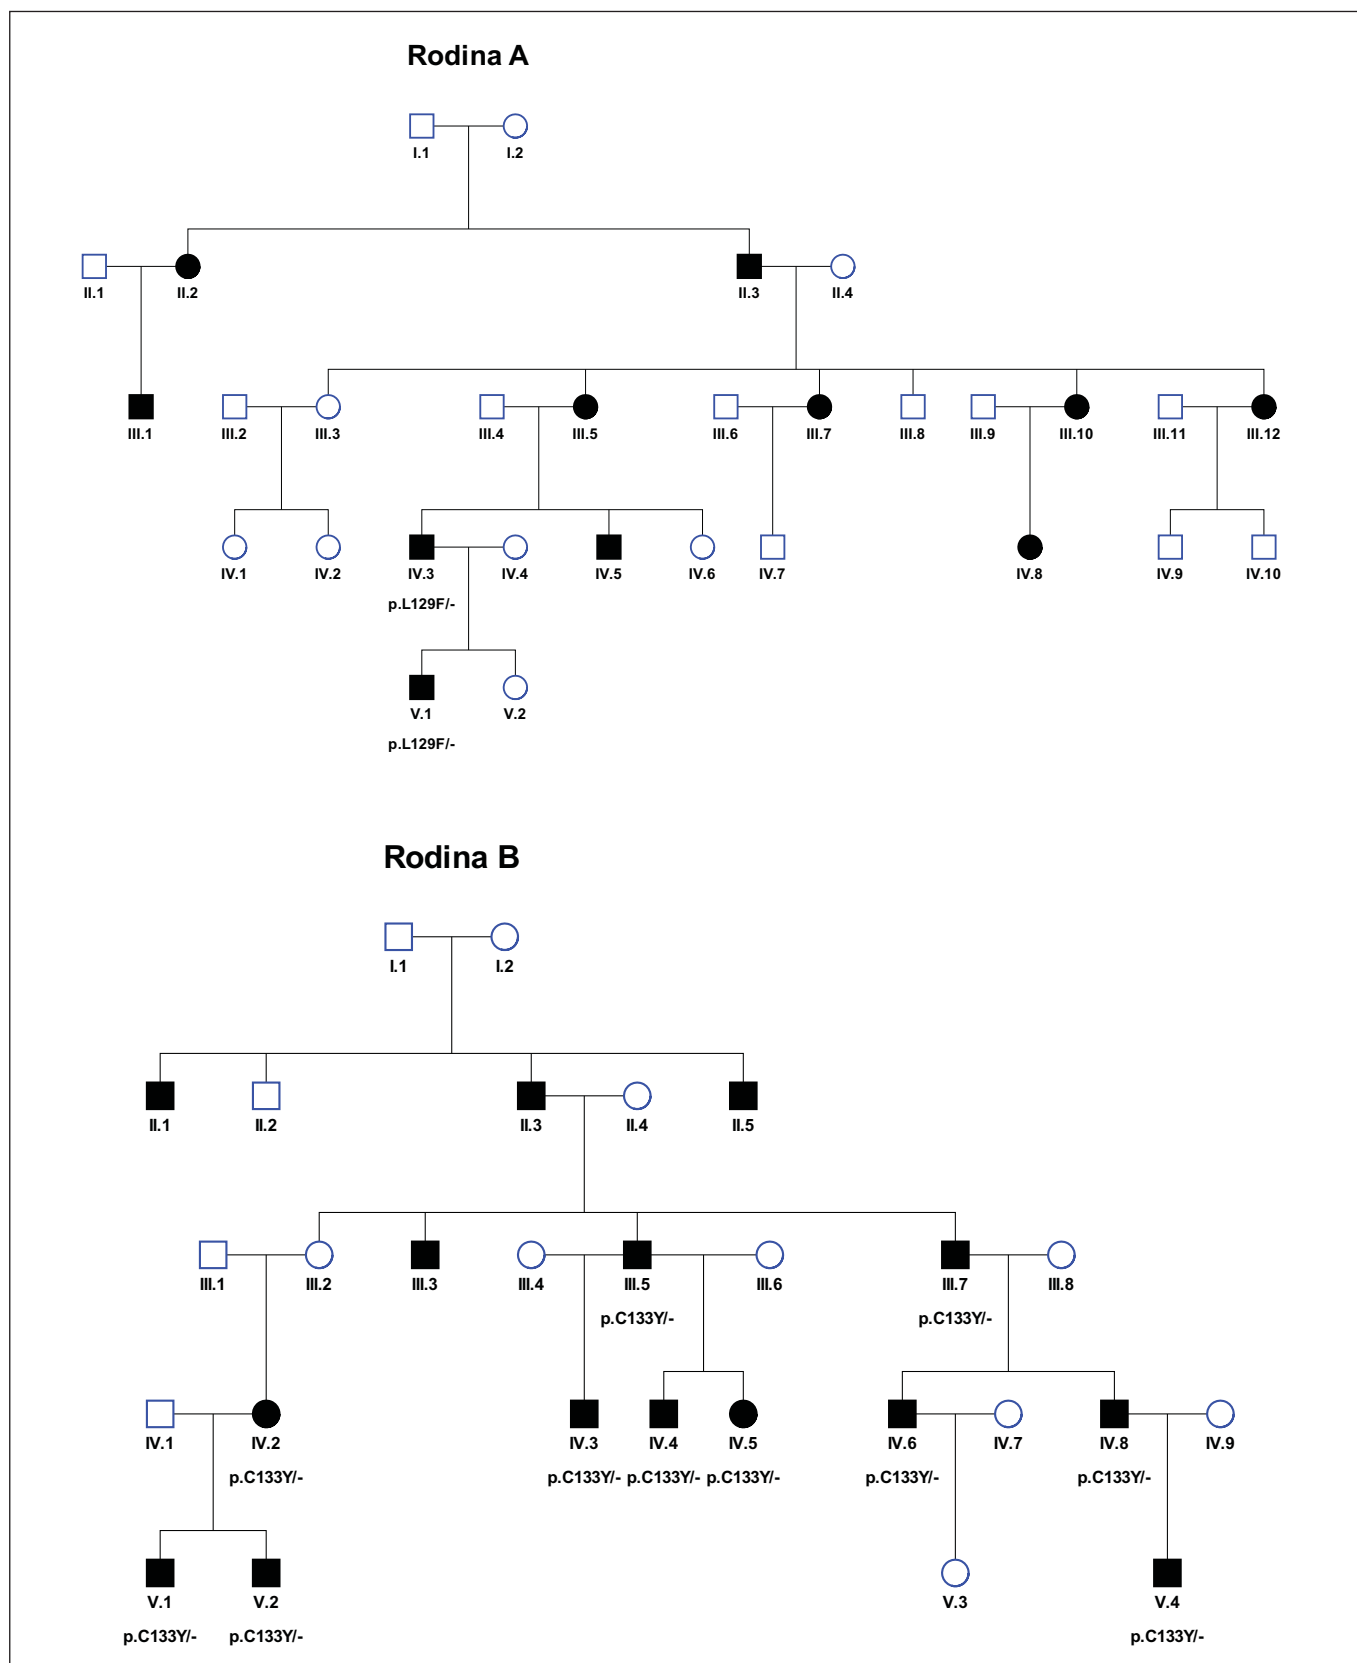 Rodina A
I.1 I.2
II.1 II.2 II.3 II.4
III.1 III.2 III.3 III.4 III.5 III.6 III.7 III.8 III.9 III.10 III.11 III.12
IV.1 IV.2 IV.3 IV.4 IV.5 IV.6 IV.7 IV.8 IV.9 IV.10
p.L129F/-
V.1 V.2
p.L129F/-
Rodina B
I.1 I.2
II.1 II.2 II.3 II.4 II.5
III.1 III.2 III.3 III.4 III.5 III.6 III.7 III.8
p.C133Y/- p.C133Y/-
IV.1 IV.2 IV.3 IV.4 IV.5 IV.6 IV.7 IV.8 IV.9
p.C133Y/- p.C133Y/- p.C133Y/- p.C133Y/- p.C133Y/- p.C133Y/-
V.1 V.2 V.3 V.4
p.C133Y/- p.C133Y/- p.C133Y/-